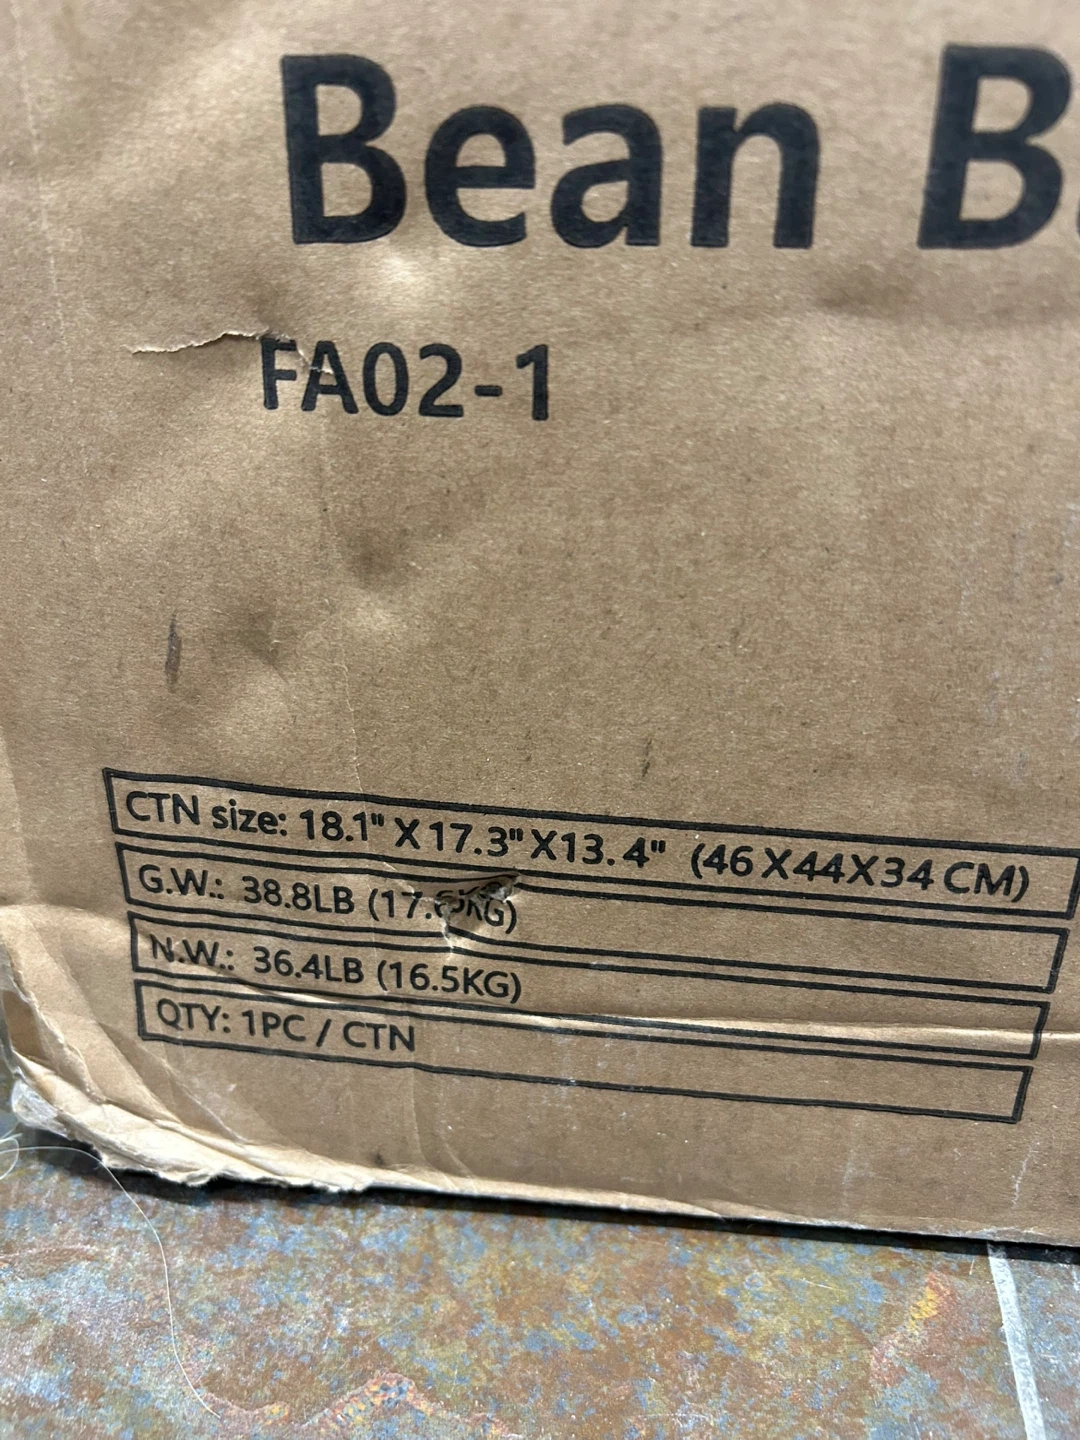 Bean B
FA02-1
CTN size: 18.1" X 17.3" X13.4" (46 X44X34 CM)
G.W.: 38.8LB
N.W.: 36.4LB (16.5KG)
QTY: 1PC / CTN